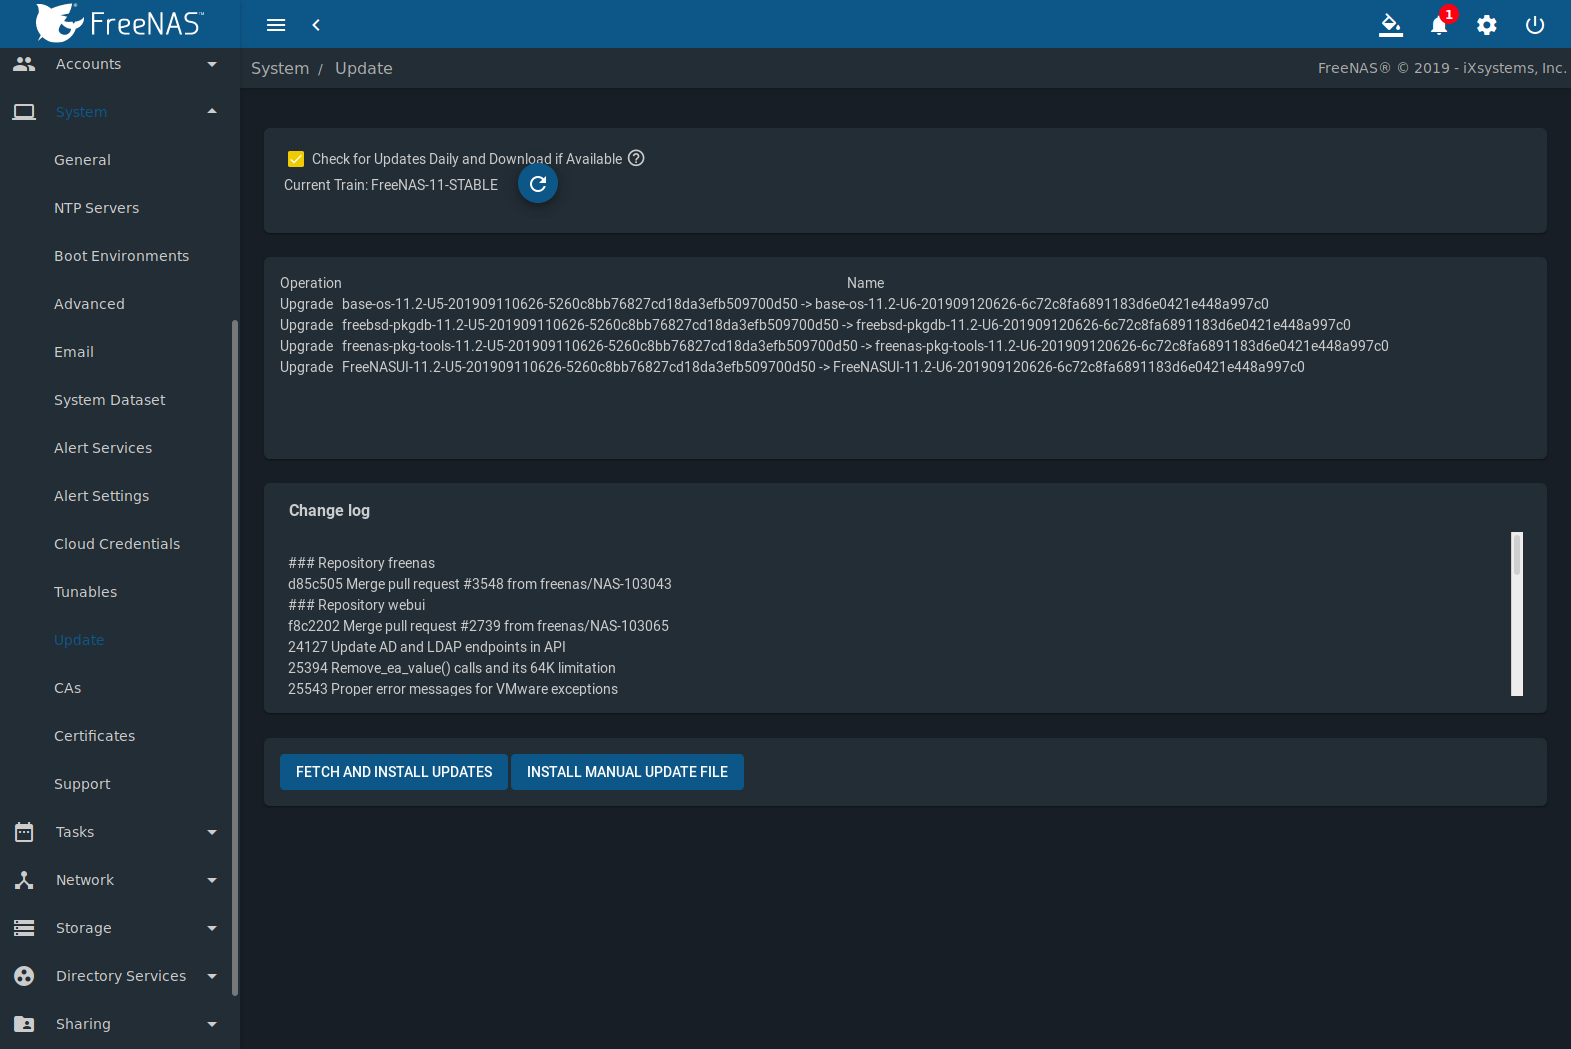 FreeNAS™
1
Accounts
System / Update
FreeNAS® © 2019 - iXsystems, Inc.
System
General
NTP Servers
Boot Environments
Advanced
Email
System Dataset
Alert Services
Alert Settings
Cloud Credentials
Tunables
Update
CAs
Certificates
Support
Tasks
Network
Storage
Directory Services
Sharing
Check for Updates Daily and Download if Available
Current Train: FreeNAS-11-STABLE
Operation Name
Upgrade base-os-11.2-U5-201909110626-5260c8bb76827cd18da3efb509700d50 -> base-os-11.2-U6-201909120626-6c72c8fa6891183d6e0421e448a997c0
Upgrade freebsd-pkgdb-11.2-U5-201909110626-5260c8bb76827cd18da3efb509700d50 -> freebsd-pkgdb-11.2-U6-201909120626-6c72c8fa6891183d6e0421e448a997c0
Upgrade freenas-pkg-tools-11.2-U5-201909110626-5260c8bb76827cd18da3efb509700d50 -> freenas-pkg-tools-11.2-U6-201909120626-6c72c8fa6891183d6e0421e448a997c0
Upgrade FreeNASUI-11.2-U5-201909110626-5260c8bb76827cd18da3efb509700d50 -> FreeNASUI-11.2-U6-201909120626-6c72c8fa6891183d6e0421e448a997c0
Change log
### Repository freenas
d85c505 Merge pull request #3548 from freenas/NAS-103043
### Repository webui
f8c2202 Merge pull request #2739 from freenas/NAS-103065
24127 Update AD and LDAP endpoints in API
25394 Remove_ea_value() calls and its 64K limitation
25543 Proper error messages for VMware exceptions
FETCH AND INSTALL UPDATES
INSTALL MANUAL UPDATE FILE